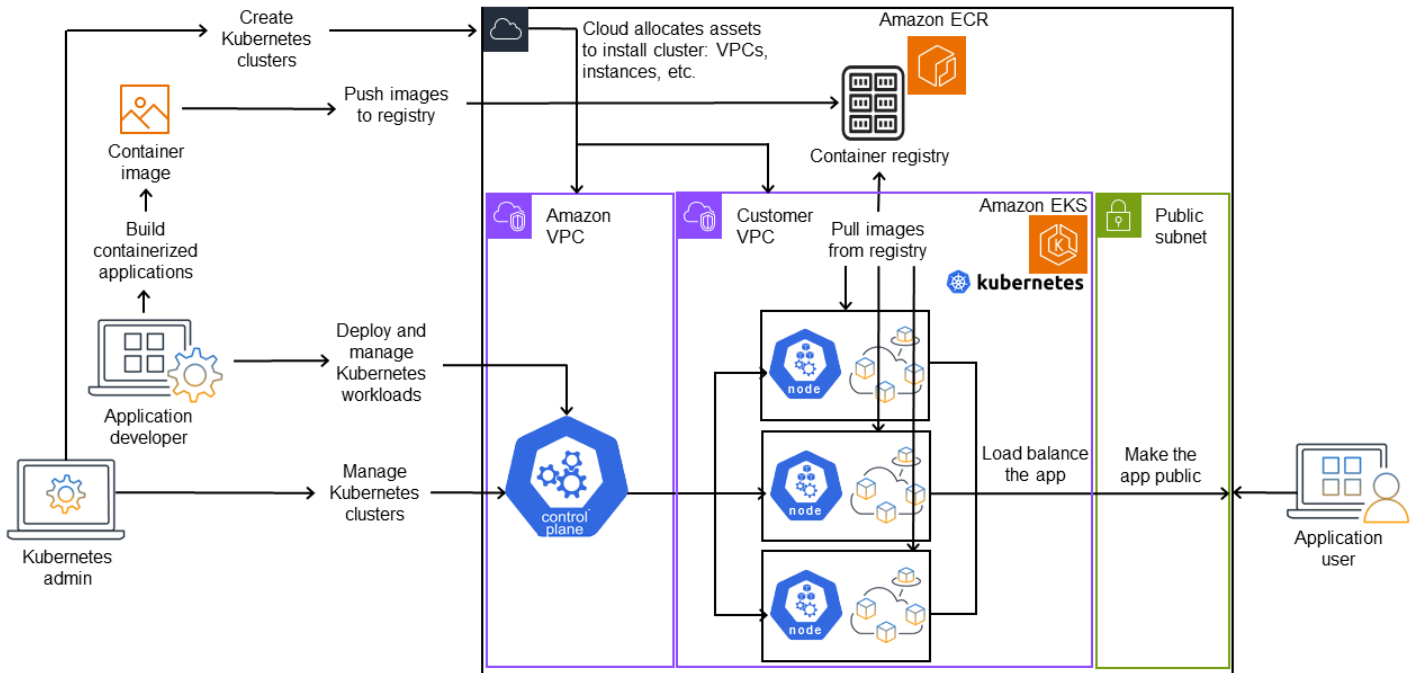 Create
Kubernetes
clusters
Cloud allocates assets
to install cluster: VPCs,
instances, etc.
Amazon ECR
Push images
to registry
Container
image
Container registry
Build
containerized
applications
Amazon
VPC
Customer
VPC
Pull images
from registry
Amazon EKS
K
kubernetes
Public
subnet
Deploy and
manage
Kubernetes
workloads
Application
developer
node
control
plane
Manage
Kubernetes
clusters
node
Load balance
the app
Make the
app public
Kubernetes
admin
Application
user
node